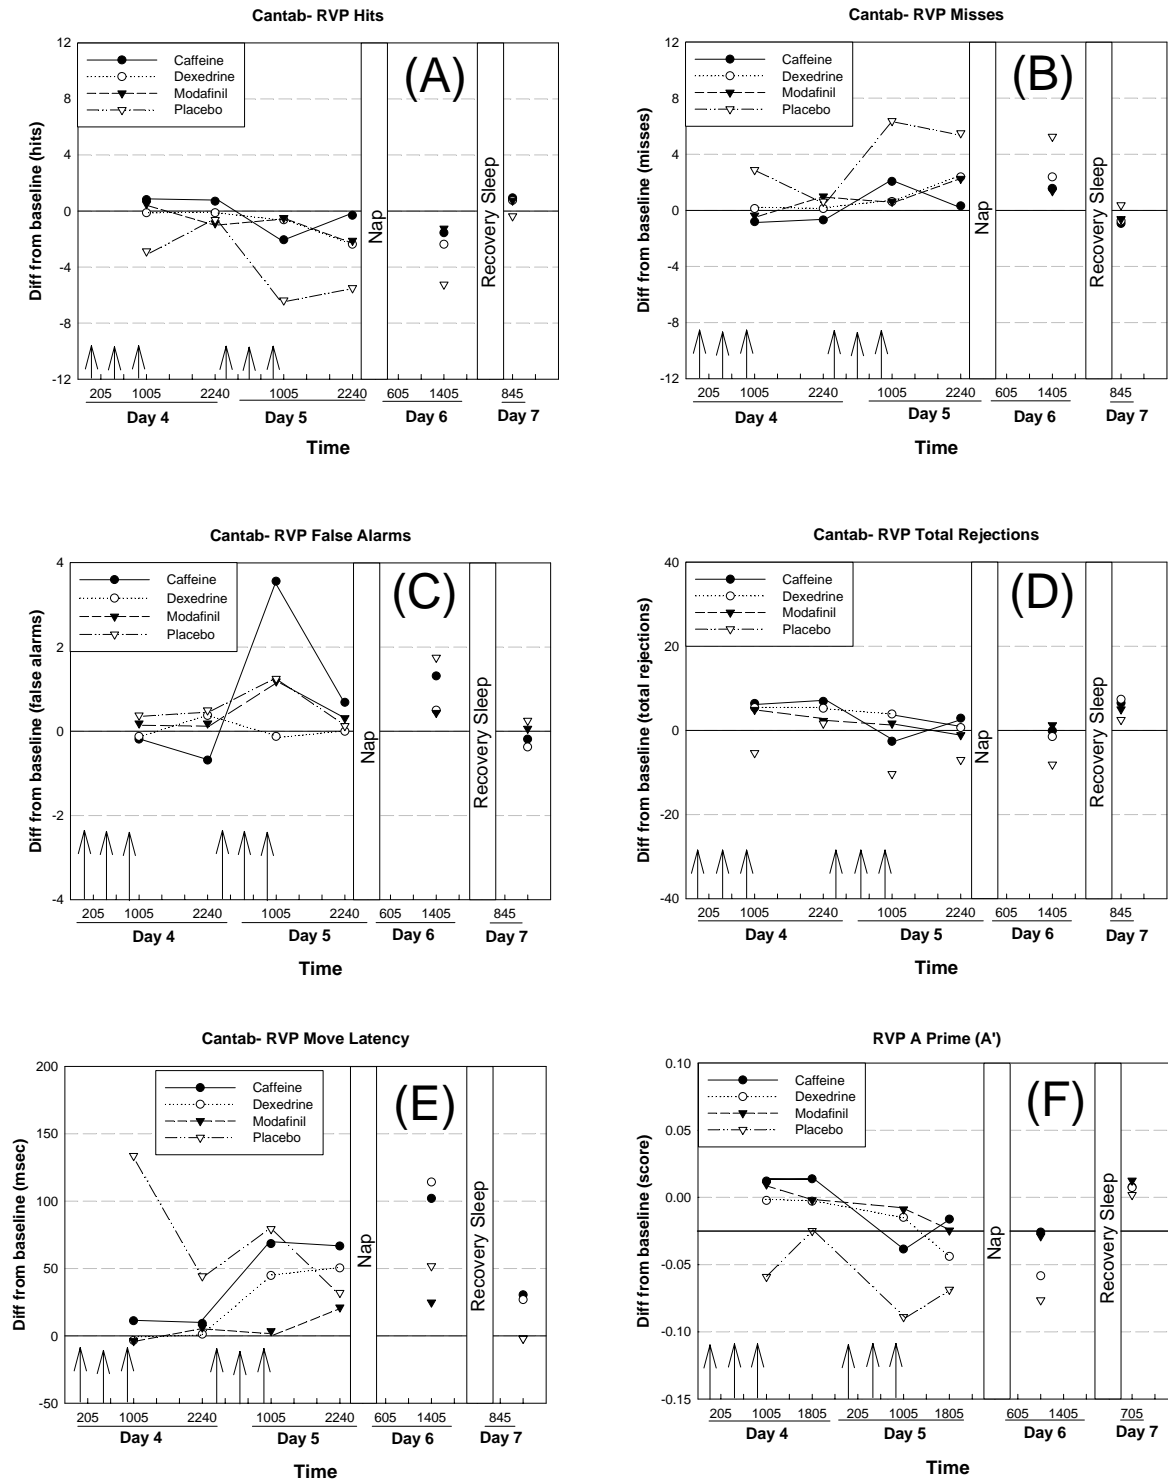 Cantab- RVP Hits
12
8
4
0
-4
-8
-12
Diff from baseline (hits)
Caffeine
Dexedrine
Modafinil
Placebo
(A)
Nap
Recovery Sleep
205 1005 2240 1005 2240 605 1405 845
Day 4 Day 5 Day 6 Day 7
Time
Cantab- RVP Misses
12
8
4
0
-4
-8
-12
Diff from baseline (misses)
Caffeine
Dexedrine
Modafinil
Placebo
(B)
Nap
Recovery Sleep
205 1005 2240 1005 2240 605 1405 845
Day 4 Day 5 Day 6 Day 7
Time
Cantab- RVP False Alarms
4
2
0
-2
-4
Diff from baseline (false alarms)
Caffeine
Dexedrine
Modafinil
Placebo
(C)
Nap
Recovery Sleep
205 1005 2240 1005 2240 605 1405 845
Day 4 Day 5 Day 6 Day 7
Time
Cantab- RVP Total Rejections
40
20
0
-20
-40
Diff from baseline (total rejections)
Caffeine
Dexedrine
Modafinil
Placebo
(D)
Nap
Recovery Sleep
205 1005 2240 1005 2240 605 1405 845
Day 4 Day 5 Day 6 Day 7
Time
Cantab- RVP Move Latency
200
150
100
50
0
-50
Diff from baseline (msec)
Caffeine
Dexedrine
Modafinil
Placebo
(E)
Nap
Recovery Sleep
205 1005 2240 1005 2240 605 1405 845
Day 4 Day 5 Day 6 Day 7
Time
RVP A Prime (A')
0.10
0.05
0.00
-0.05
-0.10
-0.15
Diff from baseline (score)
Caffeine
Dexedrine
Modafinil
Placebo
(F)
Nap
Recovery Sleep
205 1005 1805 205 1005 1805 605 1405 705
Day 4 Day 5 Day 6 Day 7
Time